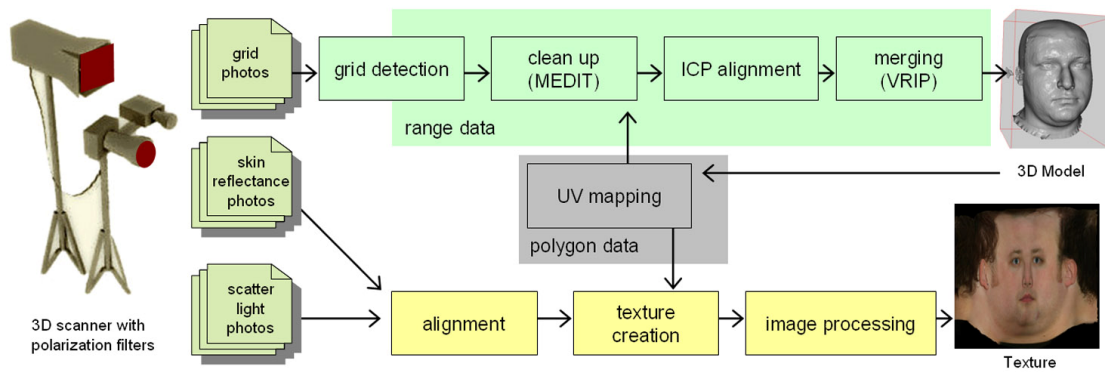 grid
photos
grid detection
clean up
(MEDIT)
ICP alignment
merging
(VRIP)
range data
3D Model
skin
reflectance
photos
UV mapping
polygon data
scatter
light
photos
alignment
texture
creation
image processing
3D scanner with
polarization filters
Texture